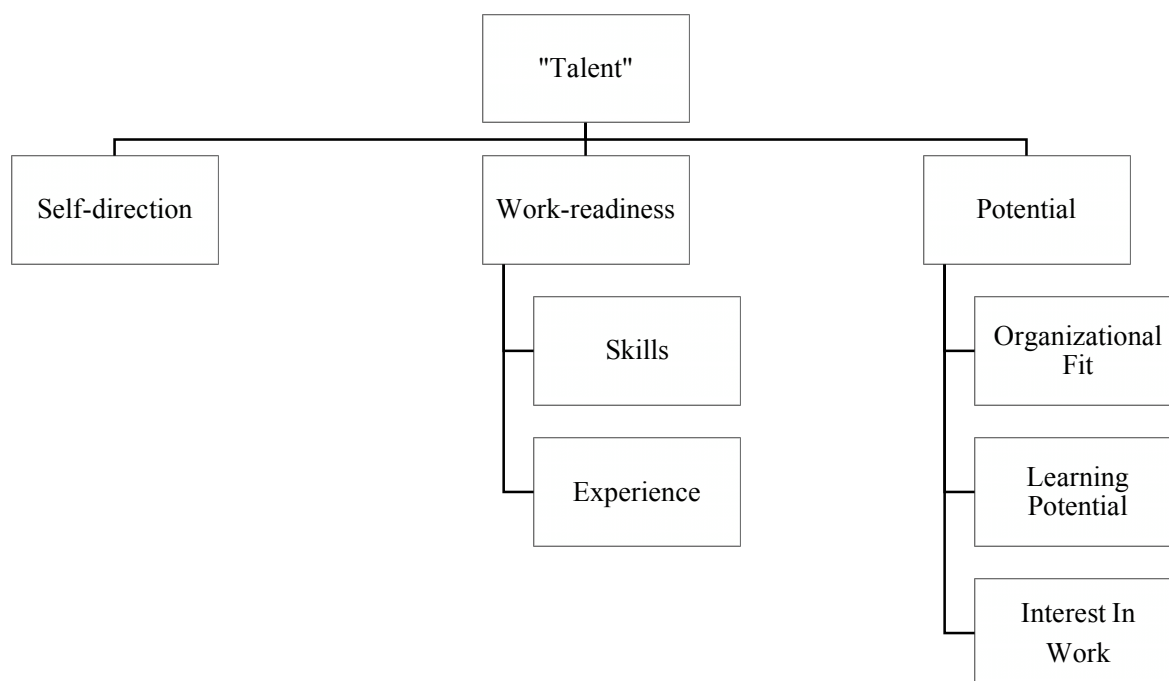 "Talent"
Self-direction
Work-readiness
Potential
Skills
Organizational
Fit
Experience
Learning
Potential
Interest In
Work